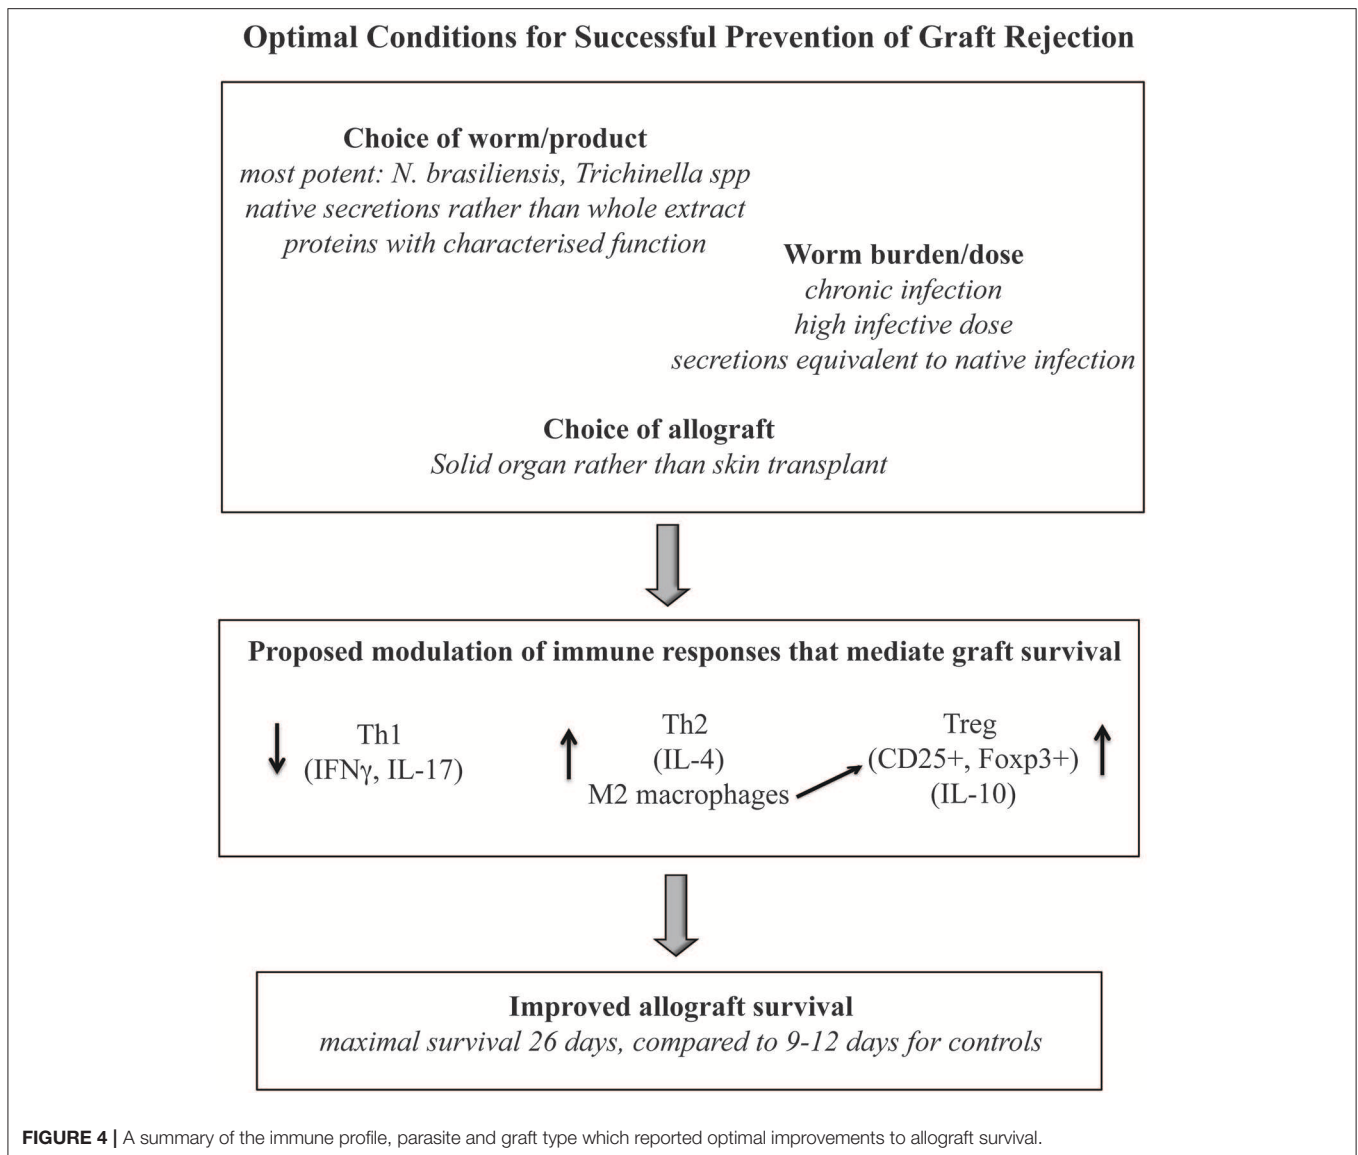 Optimal Conditions for Successful Prevention of Graft Rejection
Choice of worm/product
most potent: N. brasiliensis, Trichinella spp
native secretions rather than whole extract
proteins with characterised function
Worm burden/dose
chronic infection
high infective dose
secretions equivalent to native infection
Choice of allograft
Solid organ rather than skin transplant
Proposed modulation of immune responses that mediate graft survival
Th1
(IFNγ, IL-17)
Th2
(IL-4)
M2 macrophages
Treg
(CD25+, Foxp3+)
(IL-10)
Improved allograft survival
maximal survival 26 days, compared to 9-12 days for controls
FIGURE 4 | A summary of the immune profile, parasite and graft type which reported optimal improvements to allograft survival.